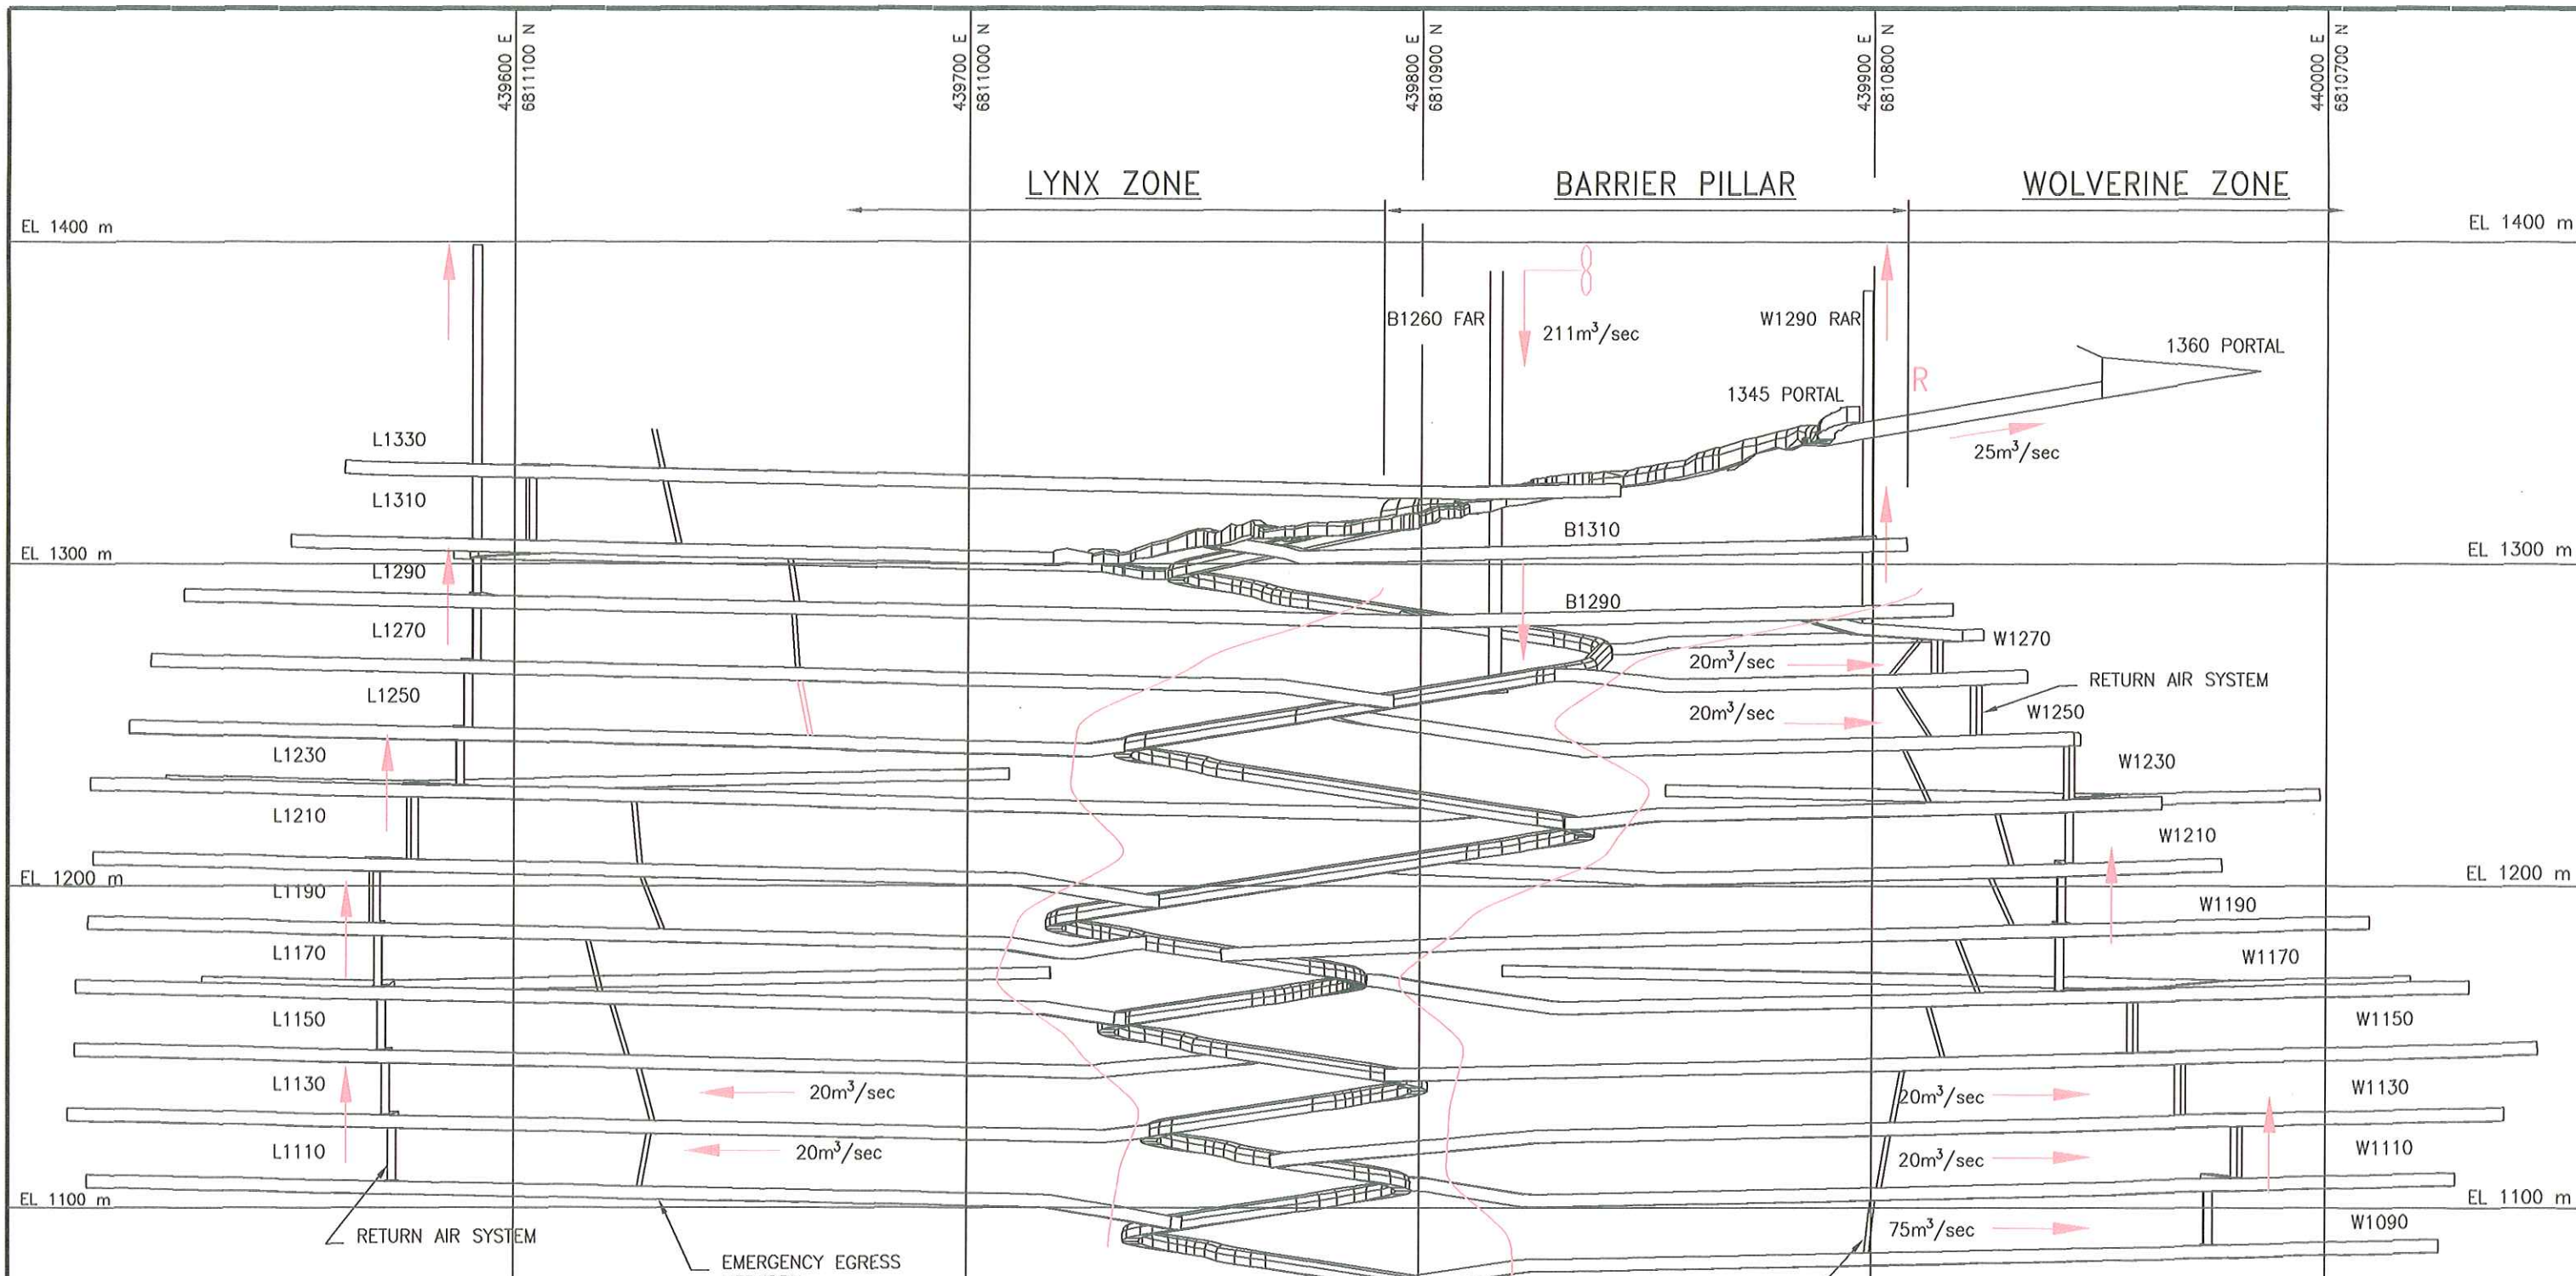 439600 E
6811100 N
439700 E
6811000 N
439800 E
6810900 N
439900 E
6810800 N
440000 E
6810700 N
LYNX ZONE
BARRIER PILLAR
WOLVERINE ZONE
EL 1400 m
EL 1400 m
B1260 FAR
211m³/sec
W1290 RAR
1360 PORTAL
1345 PORTAL
R
25m³/sec
L1330
L1310
B1310
EL 1300 m
EL 1300 m
L1290
B1290
L1270
W1270
20m³/sec
RETURN AIR SYSTEM
L1250
20m³/sec
W1250
L1230
W1230
L1210
W1210
EL 1200 m
EL 1200 m
L1190
W1190
L1170
W1170
L1150
W1150
L1130
20m³/sec
20m³/sec
W1130
L1110
20m³/sec
20m³/sec
W1110
EL 1100 m
EL 1100 m
RETURN AIR SYSTEM
75m³/sec
W1090
EMERGENCY EGRESS